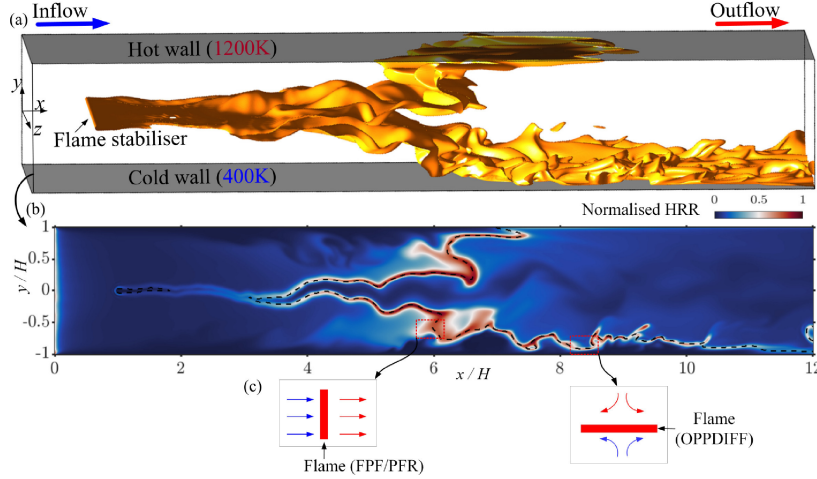 (a)
Inflow
Outflow
Hot wall (1200K)
y
x
z
Flame stabiliser
Cold wall (400K)
(b)
Normalised HRR
0 0.5 1
1
0.5
0
-0.5
-1
y / H
0 2 4 6 8 10 12
x / H
(c)
Flame (FPF/PFR)
Flame
(OPPDIFF)